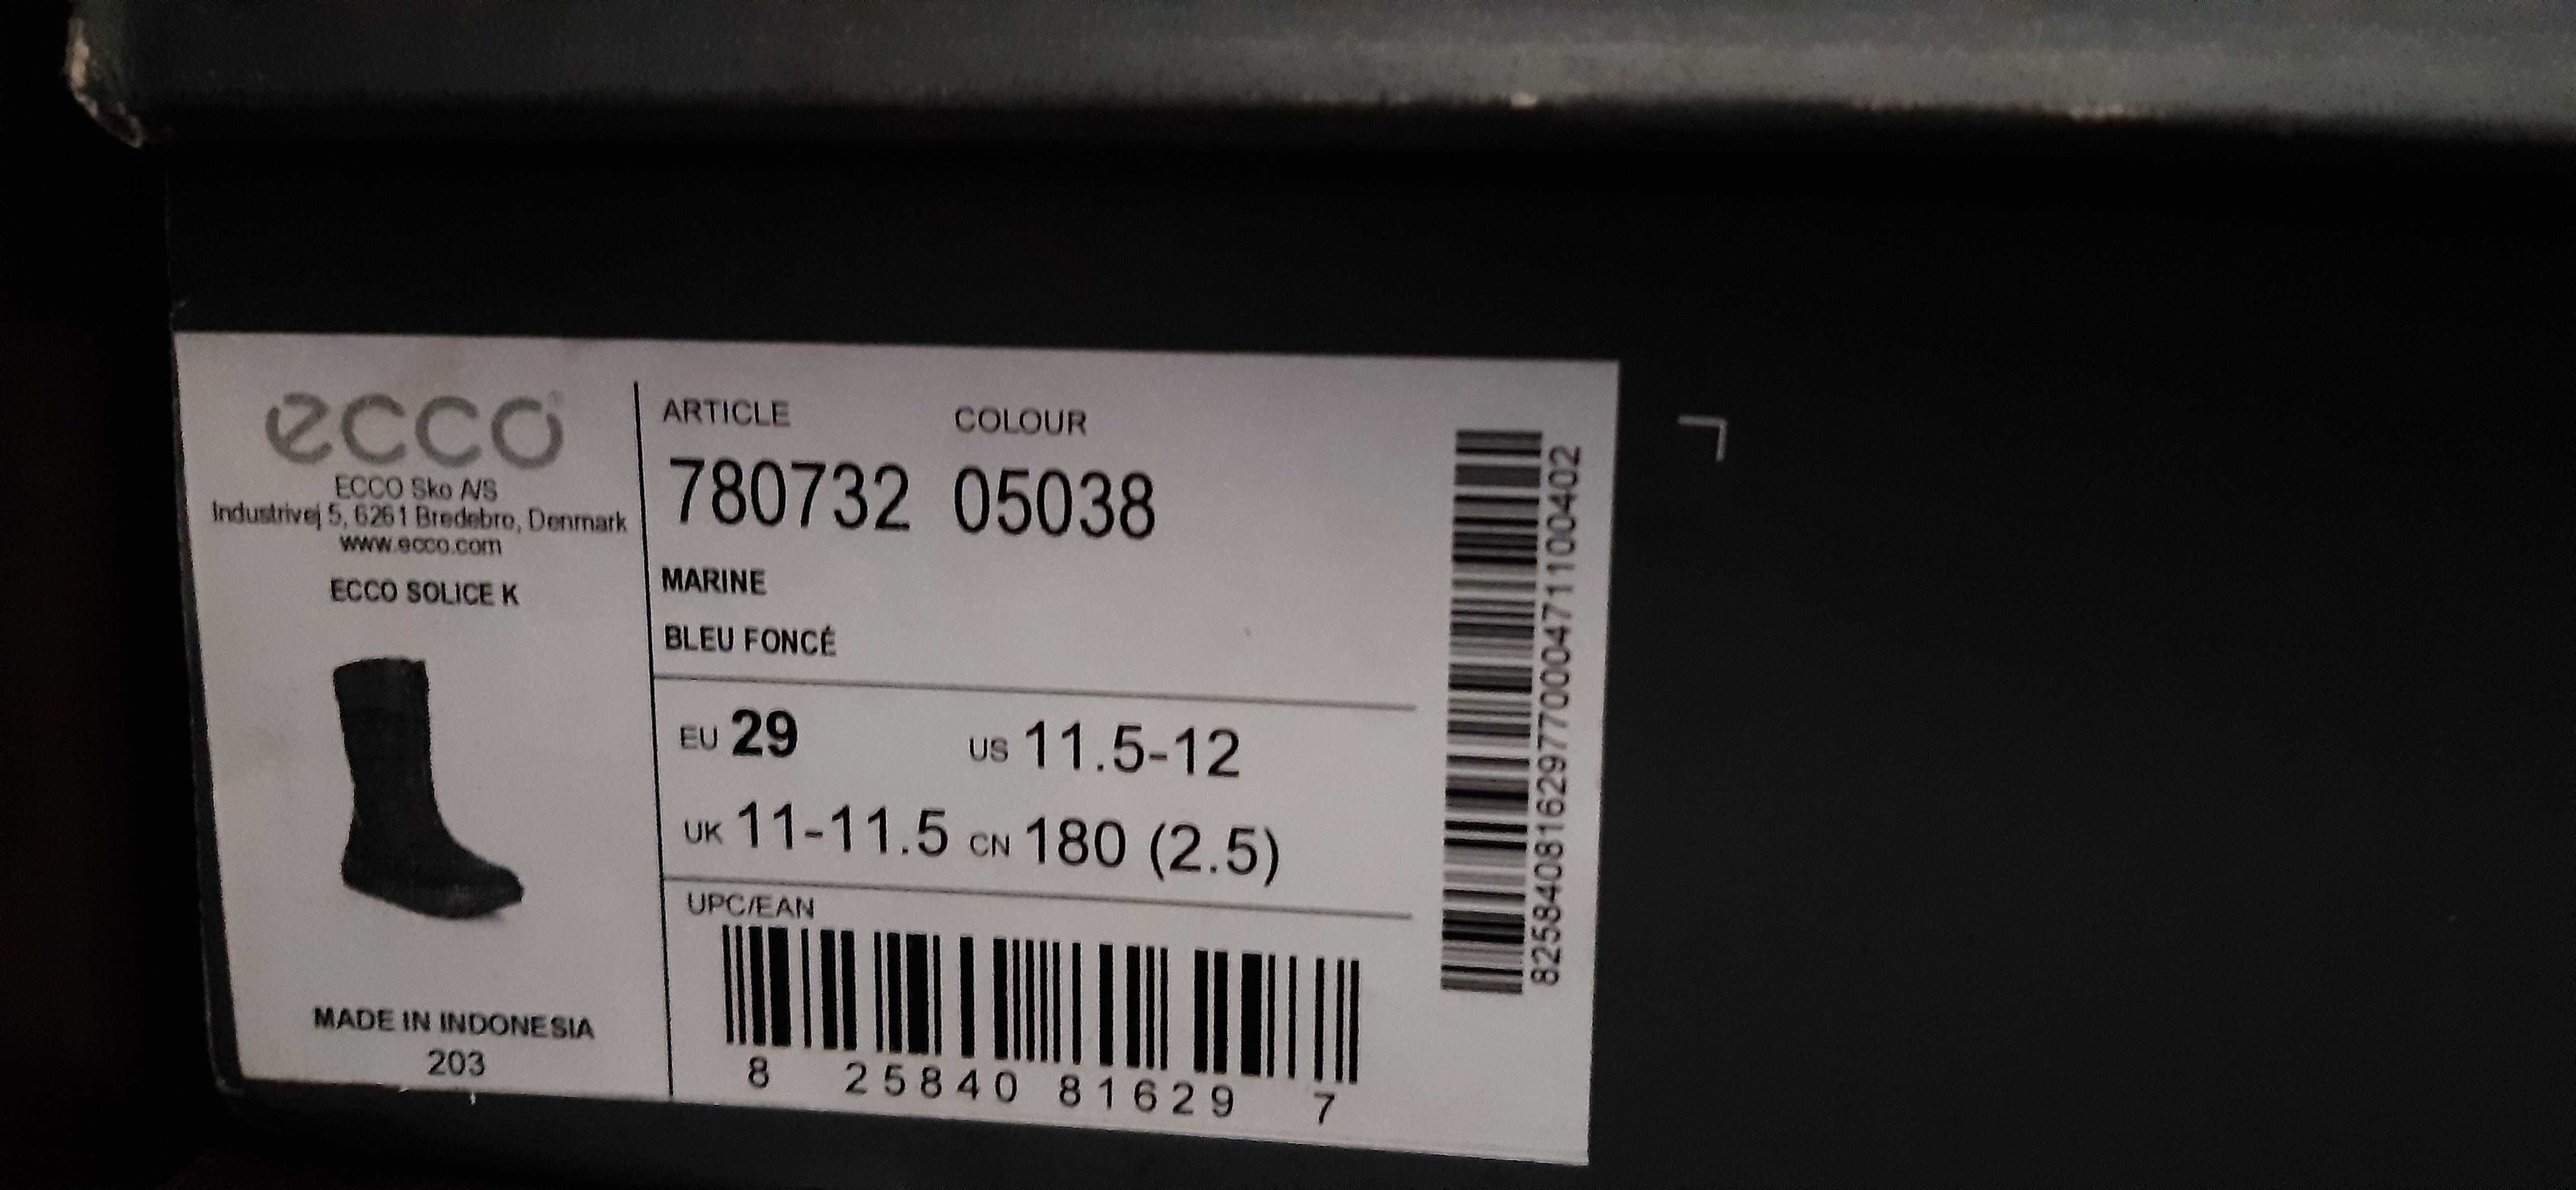 ecco
ECCO Sko A/S
Industrivej 5, 6261 Bredebro, Denmark
www.ecco.com
ECCO SOLICE K
MADE IN INDONESIA
203
ARTICLE COLOUR
780732 05038
MARINE
BLEU FONCÉ
EU 29 US 11.5-12
UK 11-11.5 CN 180 (2.5)
UPC/EAN
8 25840 81629 7
825840816297700047110​0402